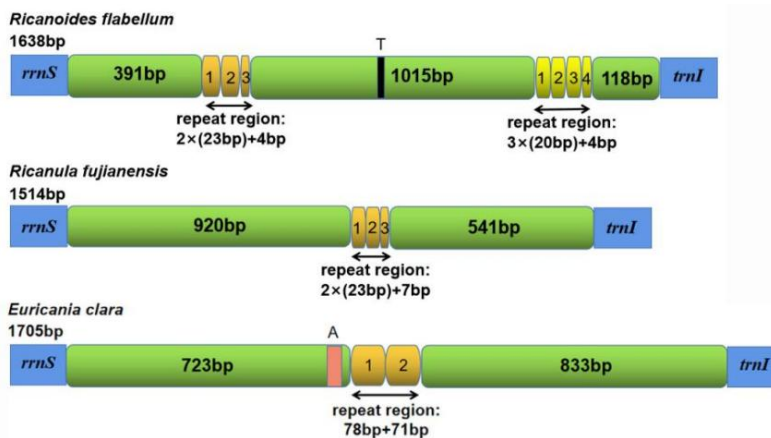 Ricanoides flabellum
1638bp
T
rrnS 391bp 1 2 3 1015bp 1 2 3 4 118bp trnI
repeat region: repeat region:
2×(23bp)+4bp 3×(20bp)+4bp
Ricanula fujianensis
1514bp
rrnS 920bp 1 2 3 541bp trnI
repeat region:
2×(23bp)+7bp
Euricania clara
1705bp
A
rrnS 723bp 1 2 833bp trnI
repeat region:
78bp+71bp